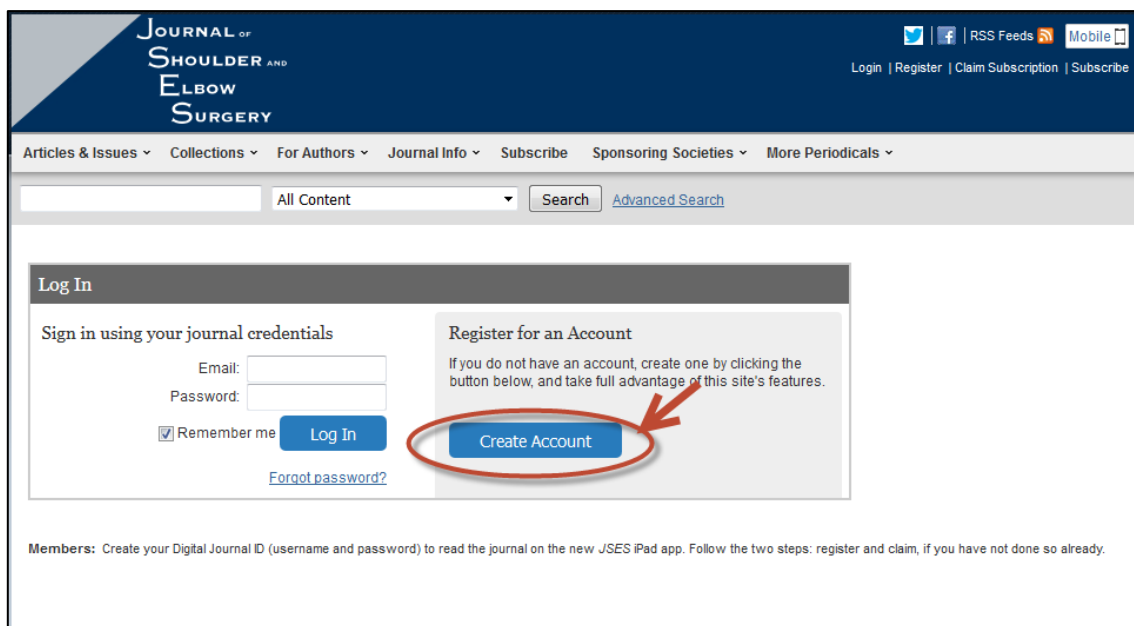 JOURNAL OF
SHOULDER AND
ELBOW
SURGERY
| | RSS Feeds Mobile
Login | Register | Claim Subscription | Subscribe
Articles & Issues Collections For Authors Journal Info Subscribe Sponsoring Societies More Periodicals
All Content Search Advanced Search
Log In
Sign in using your journal credentials
Email:
Password:
Remember me Log In
Forgot password?
Register for an Account
If you do not have an account, create one by clicking the
button below, and take full advantage of this site's features.
Create Account
Members: Create your Digital Journal ID (username and password) to read the journal on the new JSES iPad app. Follow the two steps: register and claim, if you have not done so already.